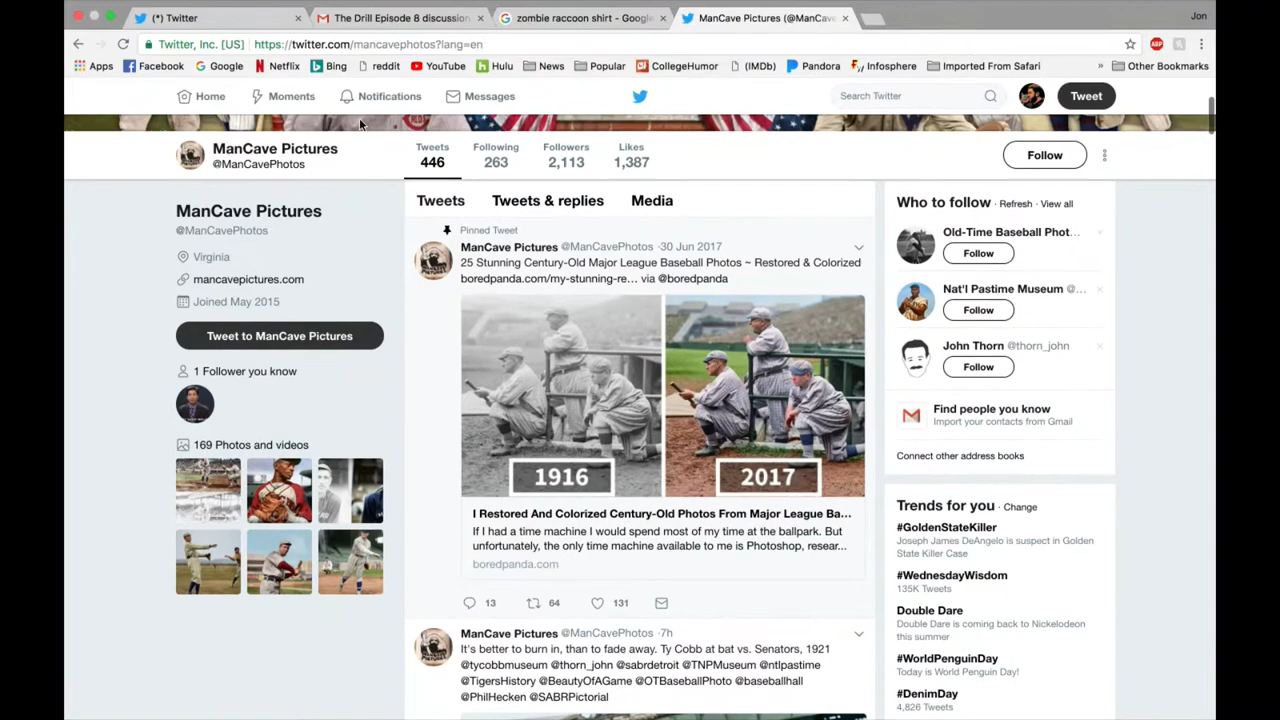 (*) Twitter
The Drill Episode 8 discussion
zombie raccoon shirt - Google
ManCave Pictures (@ManCave
Jon
Twitter, Inc. [US]
https://twitter.com/mancavephotos?lang=en
ABP
Apps
Facebook
Google
Netflix
Bing
reddit
YouTube
Hulu
News
Popular
CollegeHumor
(IMDb)
Pandora
Infosphere
Imported From Safari
»
Other Bookmarks
Home
Moments
Notifications
Messages
Search Twitter
Tweet
ManCave Pictures
@ManCavePhotos
Tweets
446
Following
263
Followers
2,113
Likes
1,387
Follow
ManCave Pictures
@ManCavePhotos
Virginia
mancavepictures.com
Joined May 2015
Tweet to ManCave Pictures
1 Follower you know
169 Photos and videos
Tweets
Tweets & replies
Media
Pinned Tweet
ManCave Pictures @ManCavePhotos · 30 Jun 2017
25 Stunning Century-Old Major League Baseball Photos ~ Restored & Colorized
boredpanda.com/my-stunning-re… via @boredpanda
1916
2017
I Restored And Colorized Century-Old Photos From Major League Ba...
If I had a time machine I would spend most of my time at the ballpark. But
unfortunately, the only time machine available to me is Photoshop, resear...
boredpanda.com
13
64
131
ManCave Pictures @ManCavePhotos · 7h
It's better to burn in, than to fade away. Ty Cobb at bat vs. Senators, 1921
@tycobbmuseum @thorn_john @sabrdetroit @TNPMuseum @ntlpastime
@TigersHistory @BeautyOfAGame @OTBaseballPhoto @baseballhall
@PhilHecken @SABRPictorial
Who to follow · Refresh · View all
Old-Time Baseball Phot...
Follow
Nat'l Pastime Museum @...
Follow
John Thorn @thorn_john
Follow
Find people you know
Import your contacts from Gmail
Connect other address books
Trends for you · Change
#GoldenStateKiller
Joseph James DeAngelo is suspect in Golden
State Killer Case
#WednesdayWisdom
135K Tweets
Double Dare
Double Dare is coming back to Nickelodeon
this summer
#WorldPenguinDay
Today is World Penguin Day!
#DenimDay
4,826 Tweets